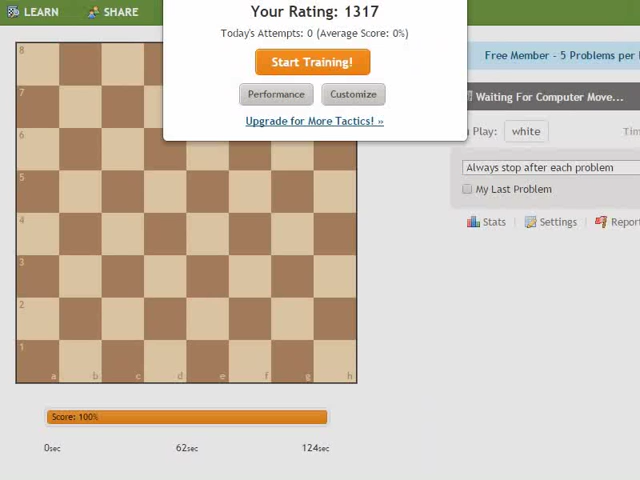 LEARN
SHARE
Your Rating: 1317
Today's Attempts: 0 (Average Score: 0%)
Start Training!
Performance
Customize
Upgrade for More Tactics! »
Free Member - 5 Problems per
Waiting For Computer Move...
Play: white
Always stop after each problem
My Last Problem
Stats
Settings
8
7
6
5
4
3
2
1
a b c d e f g h
Score: 100%
0sec
62sec
124sec